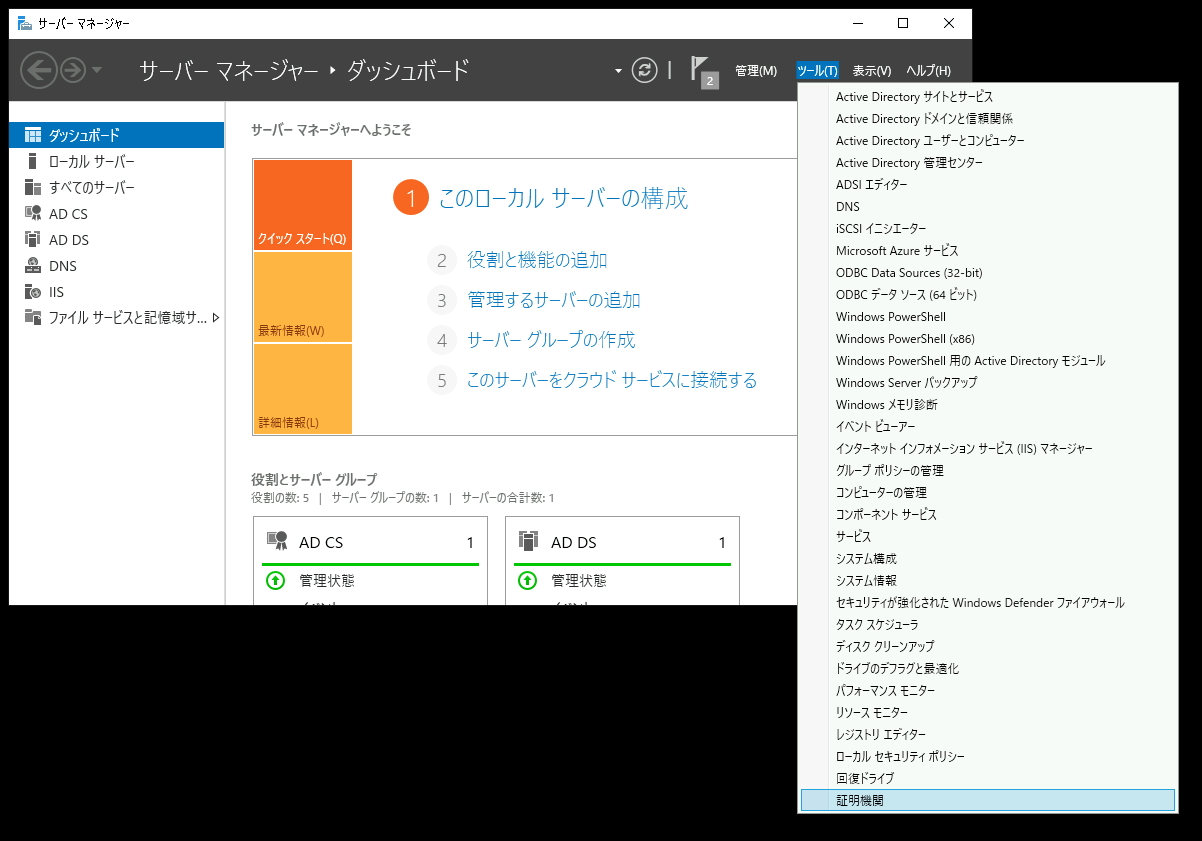 サーバー マネージャー
サーバー マネージャー ‣ ダッシュボード
2
管理(M)
ツール(T)
表示(V)
ヘルプ(H)
ダッシュボード
ローカル サーバー
すべてのサーバー
AD CS
AD DS
DNS
IIS
ファイル サービスと記憶域サ...
サーバー マネージャーへようこそ
クイック スタート(Q)
最新情報(W)
詳細情報(L)
1 このローカル サーバーの構成
2 役割と機能の追加
3 管理するサーバーの追加
4 サーバー グループの作成
5 このサーバーをクラウド サービスに接続する
役割とサーバー グループ
役割の数: 5 | サーバー グループの数: 1 | サーバーの合計数: 1
AD CS 1
管理状態
AD DS 1
管理状態
Active Directory サイトとサービス
Active Directory ドメインと信頼関係
Active Directory ユーザーとコンピューター
Active Directory 管理センター
ADSI エディター
DNS
iSCSI イニシエーター
Microsoft Azure サービス
ODBC Data Sources (32-bit)
ODBC データ ソース (64 ビット)
Windows PowerShell
Windows PowerShell (x86)
Windows PowerShell 用の Active Directory モジュール
Windows Server バックアップ
Windows メモリ診断
イベント ビューアー
インターネット インフォメーション サービス (IIS) マネージャー
グループ ポリシーの管理
コンピューターの管理
コンポーネント サービス
サービス
システム構成
システム情報
セキュリティが強化された Windows Defender ファイアウォール
タスク スケジューラ
ディスク クリーンアップ
ドライブのデフラグと最適化
パフォーマンス モニター
リソース モニター
レジストリ エディター
ローカル セキュリティ ポリシー
回復ドライブ
証明機関